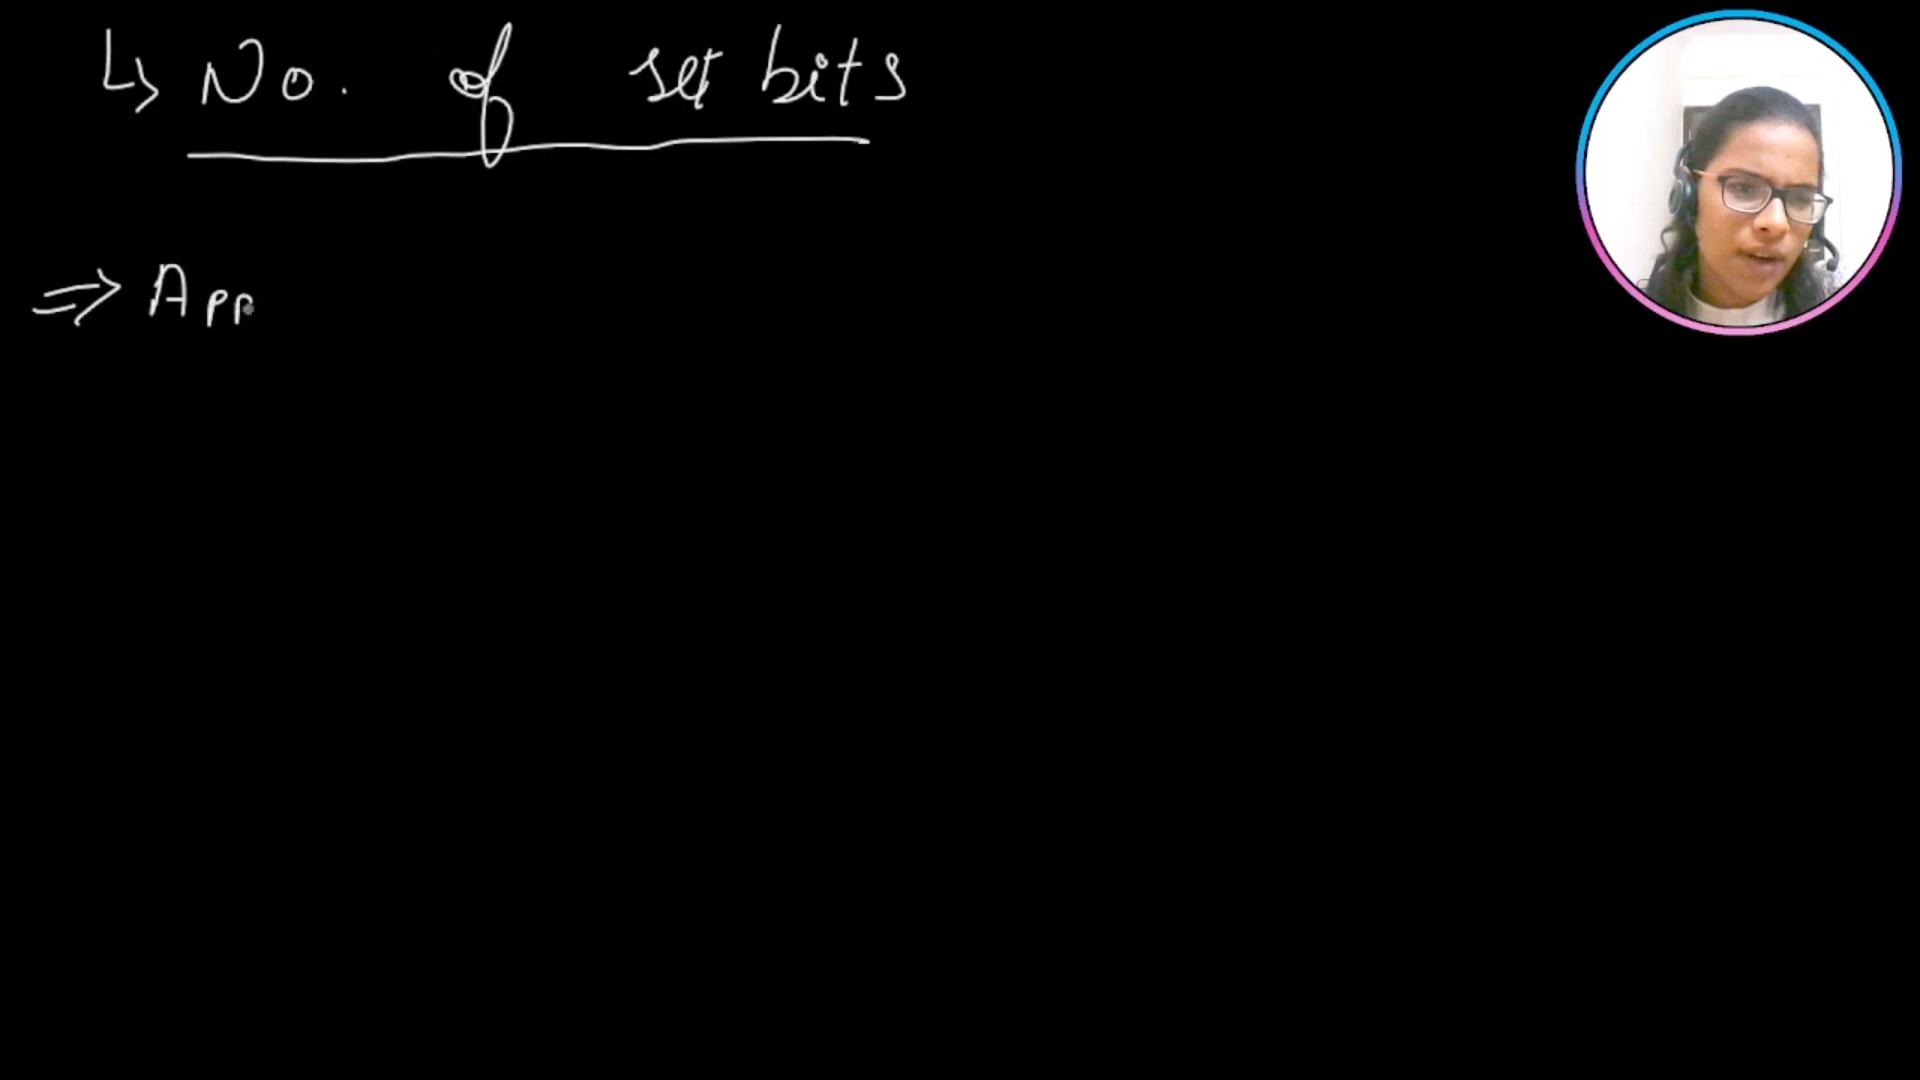 ↳ No. of set bits
⇒ App